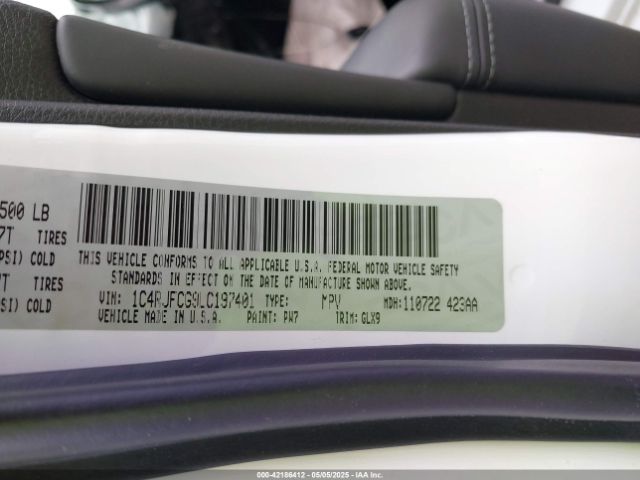 500 LB
7T TIRES
PSI) COLD
TIRES
SI) COLD
THIS VEHICLE CONFORMS TO ALL APPLICABLE U.S.A. FEDERAL MOTOR VEHICLE SAFETY
STANDARDS IN EFFECT ON THE DATE OF MANUFACTURE SHOWN ABOVE.
VIN: 1C4RJFCG9LC197401 TYPE: MPV MDH: 110722 423AA
VEHICLE MADE IN U.S.A. PAINT: PW7 TRIM: GLX9
000-42186412 - 05/05/2025 - IAA Inc.